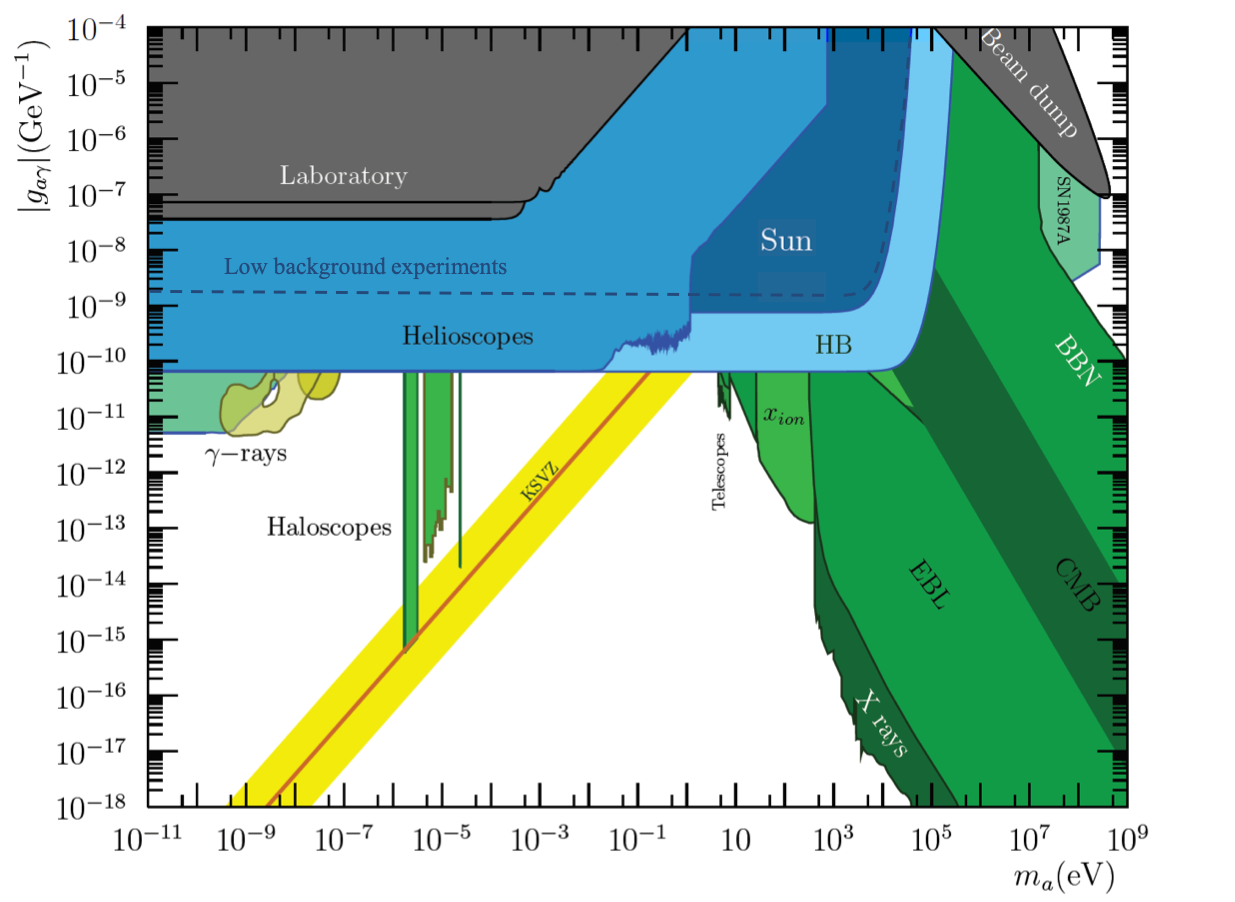 |g_{aγ}|(GeV^{−1})
10^{−4}
10^{−5}
10^{−6}
10^{−7}
10^{−8}
10^{−9}
10^{−10}
10^{−11}
10^{−12}
10^{−13}
10^{−14}
10^{−15}
10^{−16}
10^{−17}
10^{−18}
Beam dump
Laboratory
SN1987A
Sun
Low background experiments
Helioscopes
HB
BBN
x_{ion}
γ−rays
Telescopes
KSVZ
Haloscopes
EBL
CMB
X rays
10^{−11}
10^{−9}
10^{−7}
10^{−5}
10^{−3}
10^{−1}
10
10^{3}
10^{5}
10^{7}
10^{9}
m_a(eV)